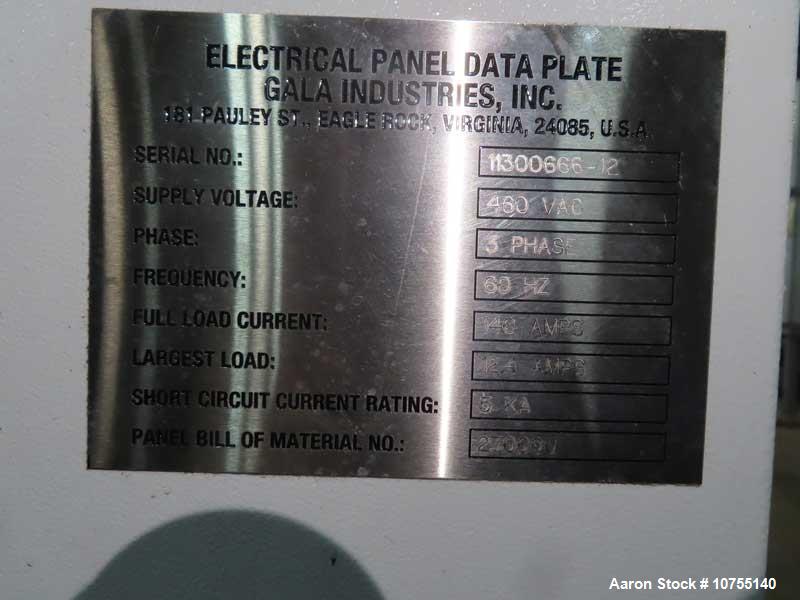 ELECTRICAL PANEL DATA PLATE
GALA INDUSTRIES, INC.
181 PAULEY ST., EAGLE ROCK, VIRGINIA, 24085, U.S.A
SERIAL NO.: 11300666-12
SUPPLY VOLTAGE: 460 VAC
PHASE: 3 PHASE
FREQUENCY: 60 HZ
FULL LOAD CURRENT: AMPS
LARGEST LOAD: AMPS
SHORT CIRCUIT CURRENT RATING: 5 KA
PANEL BILL OF MATERIAL NO.:
Aaron Stock # 10755140